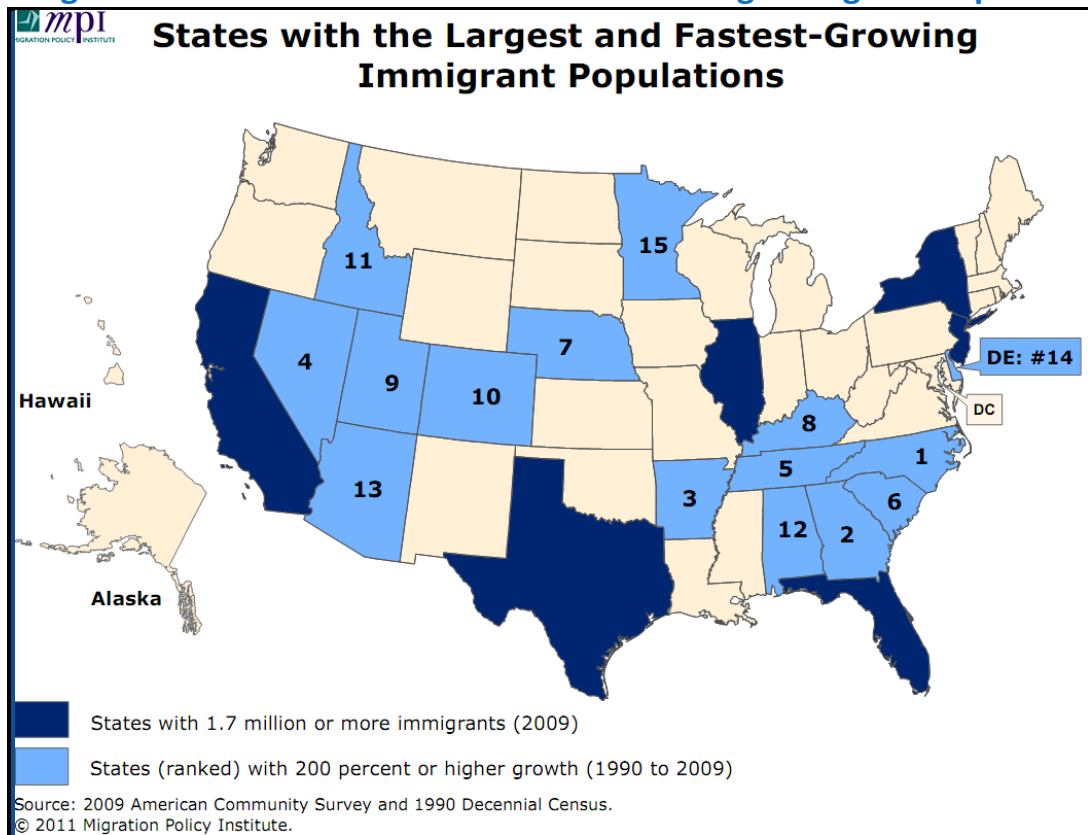 mpi
MIGRATION POLICY
INSTITUTE
States with the Largest and Fastest-Growing
Immigrant Populations
15
11
7
4
9
10
DE: #14
DC
Hawaii
8
5
1
13
3
6
12
2
Alaska
States with 1.7 million or more immigrants (2009)
States (ranked) with 200 percent or higher growth (1990 to 2009)
Source: 2009 American Community Survey and 1990 Decennial Census.
© 2011 Migration Policy Institute.